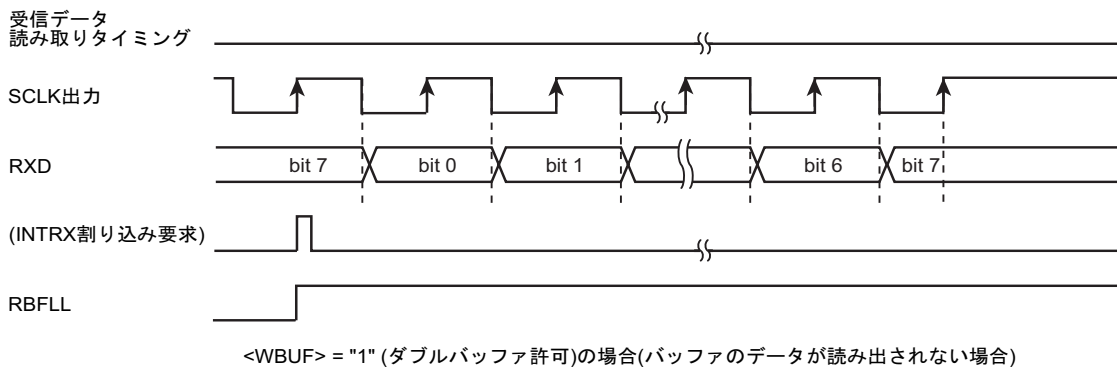 受信データ
読み取りタイミング
SCLK出力
RXD
bit 7
bit 0
bit 1
bit 6
bit 7
(INTRX割り込み要求)
RBFLL
<WBUF> = "1" (ダブルバッファ許可)の場合(バッファのデータが読み出されない場合)